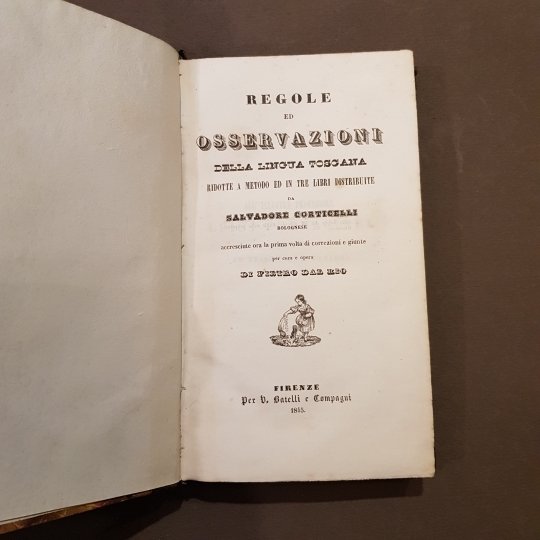 REGOLE
ED
OSSERVAZIONI
DELLA LINGUA TOSCANA
RIDOTTE A METODO ED IN TRE LIBRI DISTRIBUITE
DA
SALVADORE CORTICELLI
BOLOGNESE
accresciute ora la prima volta di correzioni e giunte
per cura e opera
DI PIETRO DAL RIO
FIRENZE
Per V. Batelli e Compagni
1845.